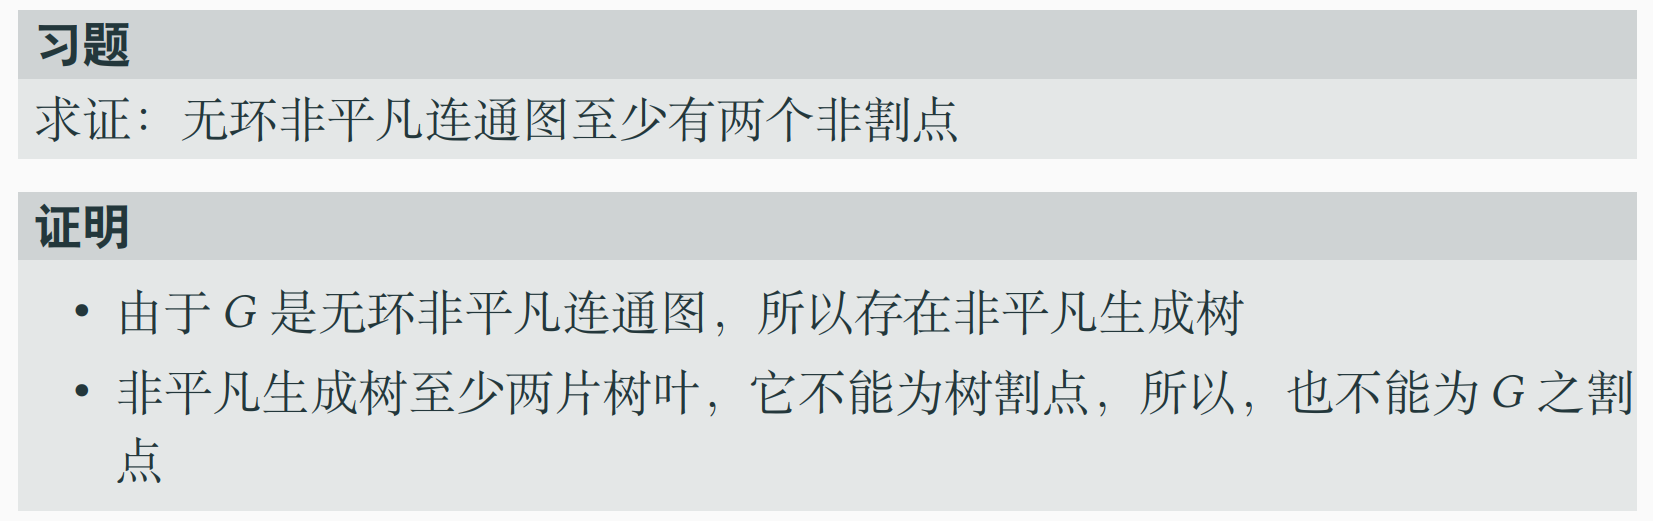 习题
求证：无环非平凡连通图至少有两个非割点
证明
• 由于 G 是无环非平凡连通图，所以存在非平凡生成树
• 非平凡生成树至少两片树叶，它不能为树割点，所以，也不能为 G 之割
点